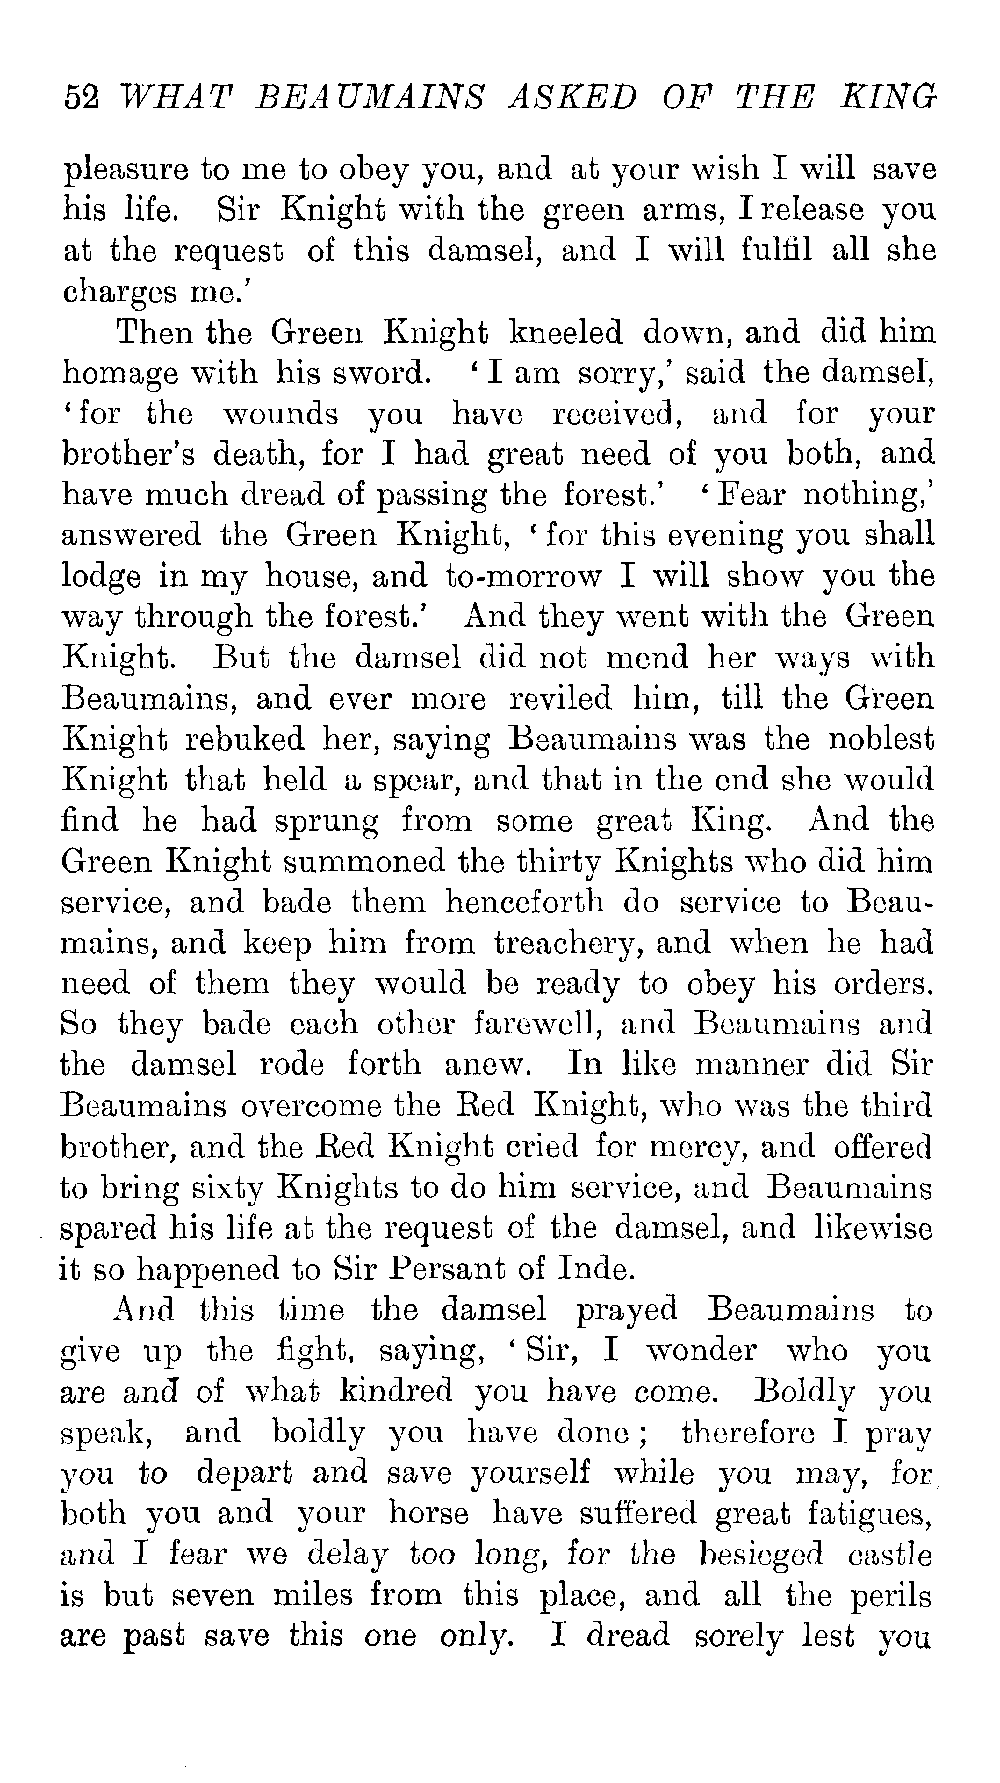 52 WHAT BEAUMAINS ASKED OF THE KING
pleasure to me to obey you, and at your wish I will save
his life. Sir Knight with the green arms, I release you
at the request of this damsel, and I will fulfil all she
charges me.'
Then the Green Knight kneeled down, and did him
homage with his sword. 'I am sorry,' said the damsel,
'for the wounds you have received, and for your
brother's death, for I had great need of you both, and
have much dread of passing the forest.' 'Fear nothing,'
answered the Green Knight, 'for this evening you shall
lodge in my house, and to-morrow I will show you the
way through the forest.' And they went with the Green
Knight. But the damsel did not mend her ways with
Beaumains, and ever more reviled him, till the Green
Knight rebuked her, saying Beaumains was the noblest
Knight that held a spear, and that in the end she would
find he had sprung from some great King. And the
Green Knight summoned the thirty Knights who did him
service, and bade them henceforth do service to Beau-
mains, and keep him from treachery, and when he had
need of them they would be ready to obey his orders.
So they bade each other farewell, and Beaumains and
the damsel rode forth anew. In like manner did Sir
Beaumains overcome the Red Knight, who was the third
brother, and the Red Knight cried for mercy, and offered
to bring sixty Knights to do him service, and Beaumains
spared his life at the request of the damsel, and likewise
it so happened to Sir Persant of Inde.
And this time the damsel prayed Beaumains to
give up the fight, saying, 'Sir, I wonder who you
are and of what kindred you have come. Boldly you
speak, and boldly you have done; therefore I pray
you to depart and save yourself while you may, for
both you and your horse have suffered great fatigues,
and I fear we delay too long, for the besieged castle
is but seven miles from this place, and all the perils
are past save this one only. I dread sorely lest you